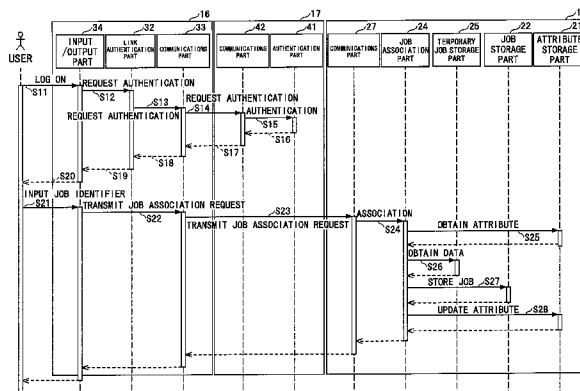 16
17
1
34
32
33
42
41
27
24
25
22
21
USER
INPUT
/OUTPUT
PART
LINK
AUTHENTICATION
PART
COMMUNICATIONS
PART
COMMUNICATIONS
PART
AUTHENTICATION
PART
COMMUNICATIONS
PART
JOB
ASSOCIATION
PART
TEMPORARY
JOB STORAGE
PART
JOB
STORAGE
PART
ATTRIBUTE
STORAGE
PART
LOG ON
S11
REQUEST AUTHENTICATION
S12
S13
REQUEST AUTHENTICATION
REQUEST AUTHENTICATION
S14
AUTHENTICATION
S15
S16
S17
S18
S19
S20
INPUT JOB IDENTIFIER
S21
TRANSMIT JOB ASSOCIATION REQUEST
S22
S23
TRANSMIT JOB ASSOCIATION REQUEST
ASSOCIATION
S24
OBTAIN ATTRIBUTE
S25
OBTAIN DATA
S26
STORE JOB
S27
UPDATE ATTRIBUTE
S28